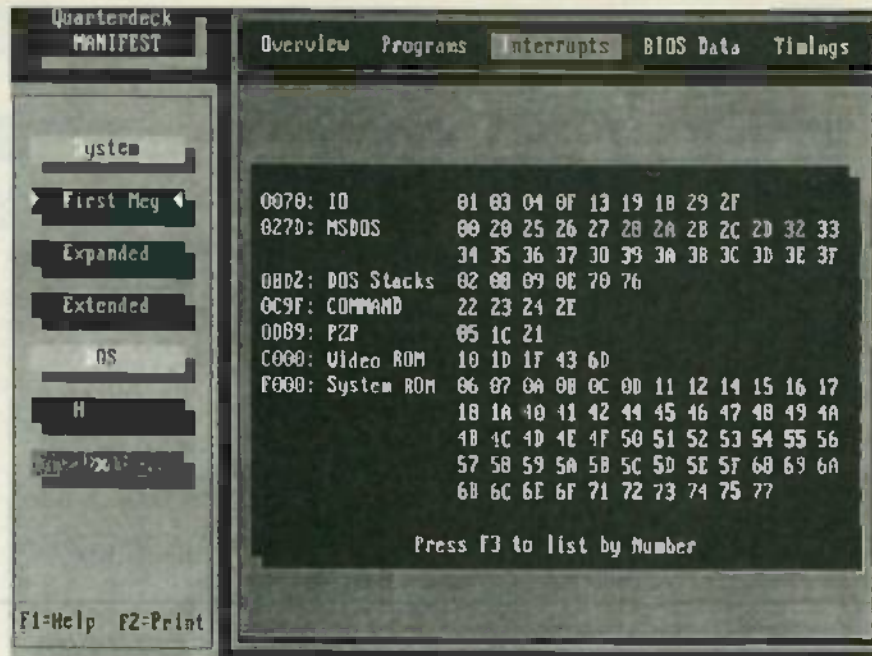 Quarterdeck
MANIFEST
Overview Programs nterrupts BIOS Data Timings
ystem
First Meg
Expanded
Extended
OS
H
0070: IO 01 03 04 0F 13 19 1B 29 2F
027D: MSDOS 00 20 25 26 27 28 2A 2B 2C 2D 32 33
34 35 36 37 38 39 3A 3B 3C 3D 3E 3F
0BD2: DOS Stacks 02 08 09 0E 70 76
0C9F: COMMAND 22 23 24 2E
0DB9: PZP 05 1C 21
C000: Video ROM 10 1D 1F 43 6D
F000: System ROM 06 07 0A 0B 0C 0D 11 12 14 15 16 17
18 1A 40 41 42 44 45 46 47 48 49 4A
4B 4C 4D 4E 4F 50 51 52 53 54 55 56
57 58 59 5A 5B 5C 5D 5E 5F 68 69 6A
6B 6C 6E 6F 71 72 73 74 75 77
Press F3 to list by Number
F1=Help F2=Print